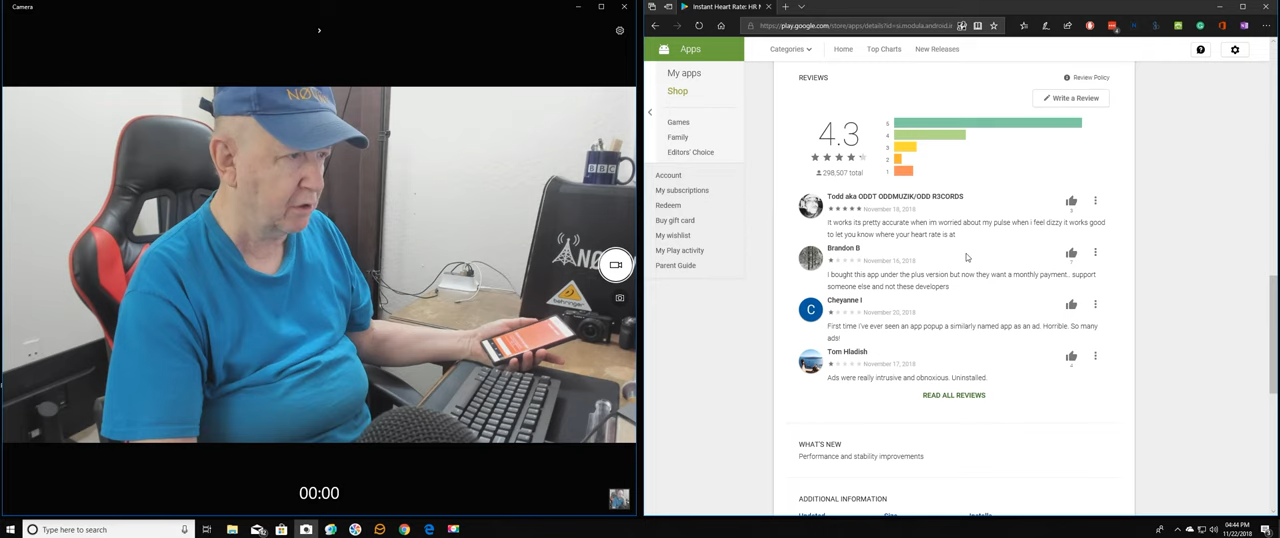 Camera
Instant Heart Rate: HR M
https://play.google.com/store/apps/details?id=si.modula.android.in
Apps
Categories
Home
Top Charts
New Releases
My apps
Shop
Games
Family
Editors' Choice
Account
My subscriptions
Redeem
Buy gift card
My wishlist
My Play activity
Parent Guide
REVIEWS
Review Policy
Write a Review
4.3
298,507 total
5
4
3
2
1
Todd aka ODDT ODDMUZIK/ODD R3CORDS
November 18, 2018
3
It works its pretty accurate when im worried about my pulse when i feel dizzy it works good
to let you know where your heart rate is at
Brandon B
November 16, 2018
7
I bought this app under the plus version but now they want a monthly payment.. support
someone else and not these developers
C
Cheyanne I
November 20, 2018
First time I've ever seen an app popup a similarly named app as an ad. Horrible. So many
ads!
Tom Hladish
November 17, 2018
4
Ads were really intrusive and obnoxious. Uninstalled.
READ ALL REVIEWS
WHAT'S NEW
Performance and stability improvements
ADDITIONAL INFORMATION
Updated
Size
Installs
BBC
behringer
00:00
Type here to search
04:44 PM
11/22/2018